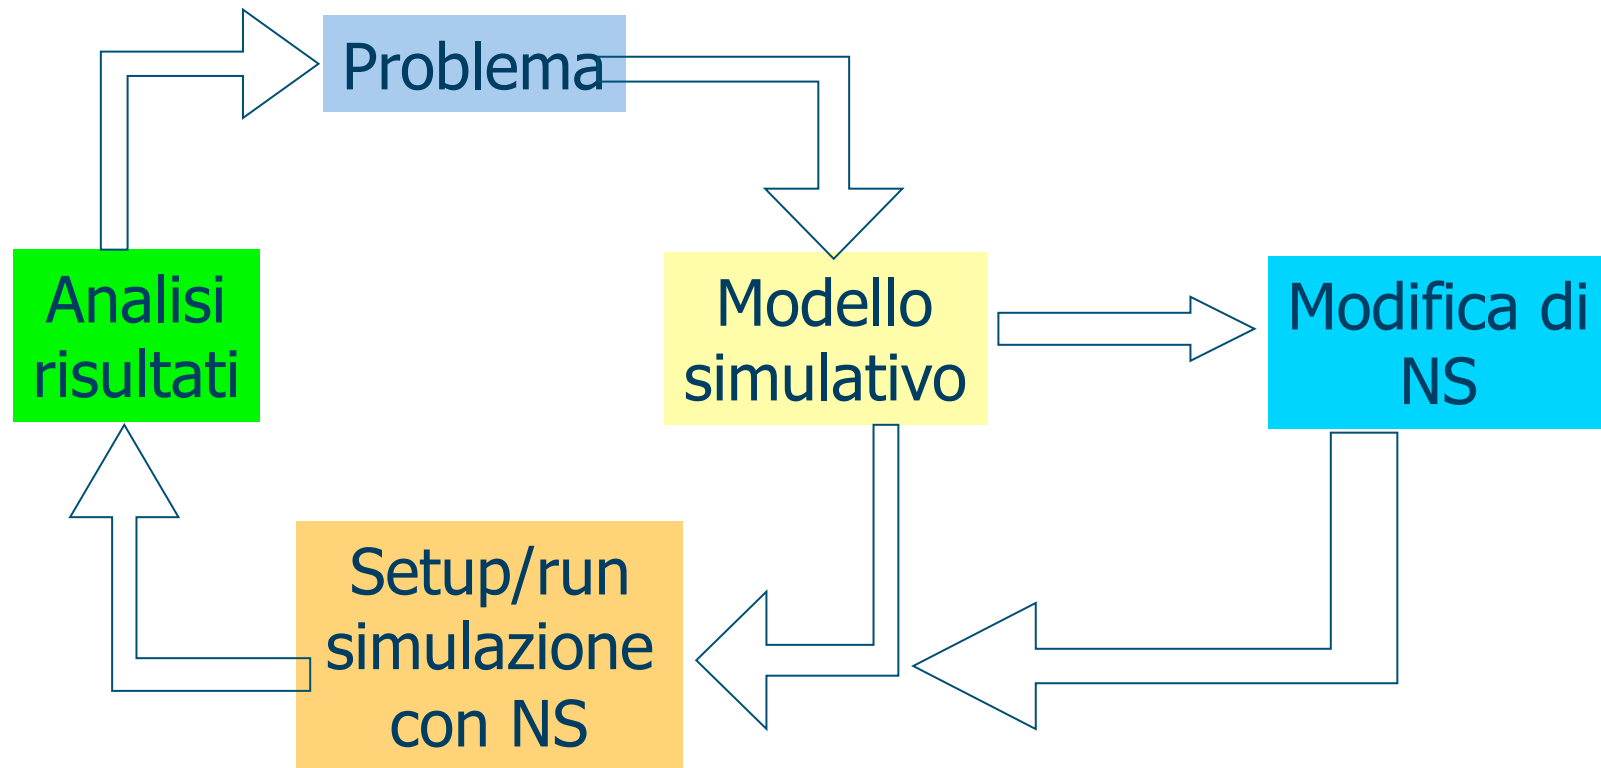 Problema
Analisi
risultati
Modello
simulativo
Modifica di
NS
Setup/run
simulazione
con NS